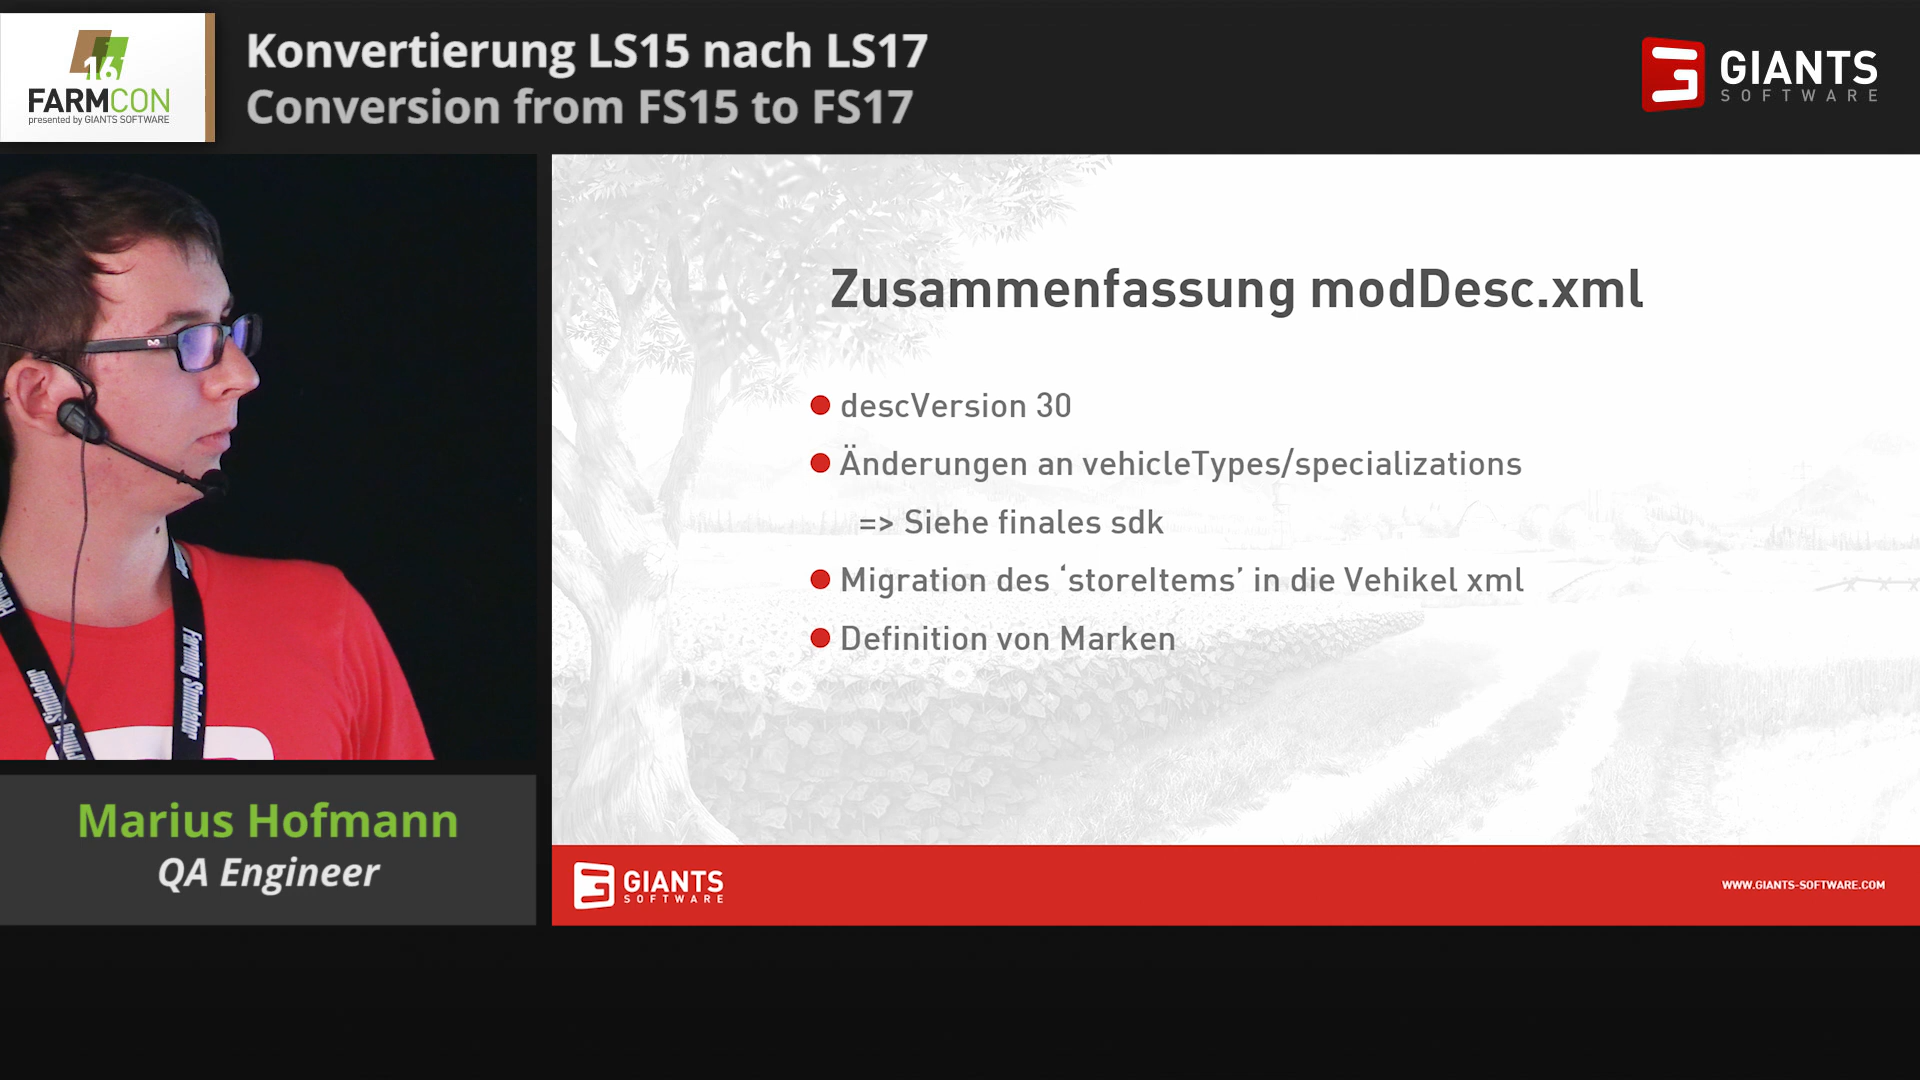 16
FARMCON
presented by GIANTS SOFTWARE
Konvertierung LS15 nach LS17
Conversion from FS15 to FS17
GIANTS
SOFTWARE
Zusammenfassung modDesc.xml
descVersion 30
Änderungen an vehicleTypes/specializations
=> Siehe finales sdk
Migration des ‘storeItems’ in die Vehikel xml
Definition von Marken
Farming Simulator
Marius Hofmann
QA Engineer
GIANTS
SOFTWARE
WWW.GIANTS-SOFTWARE.COM